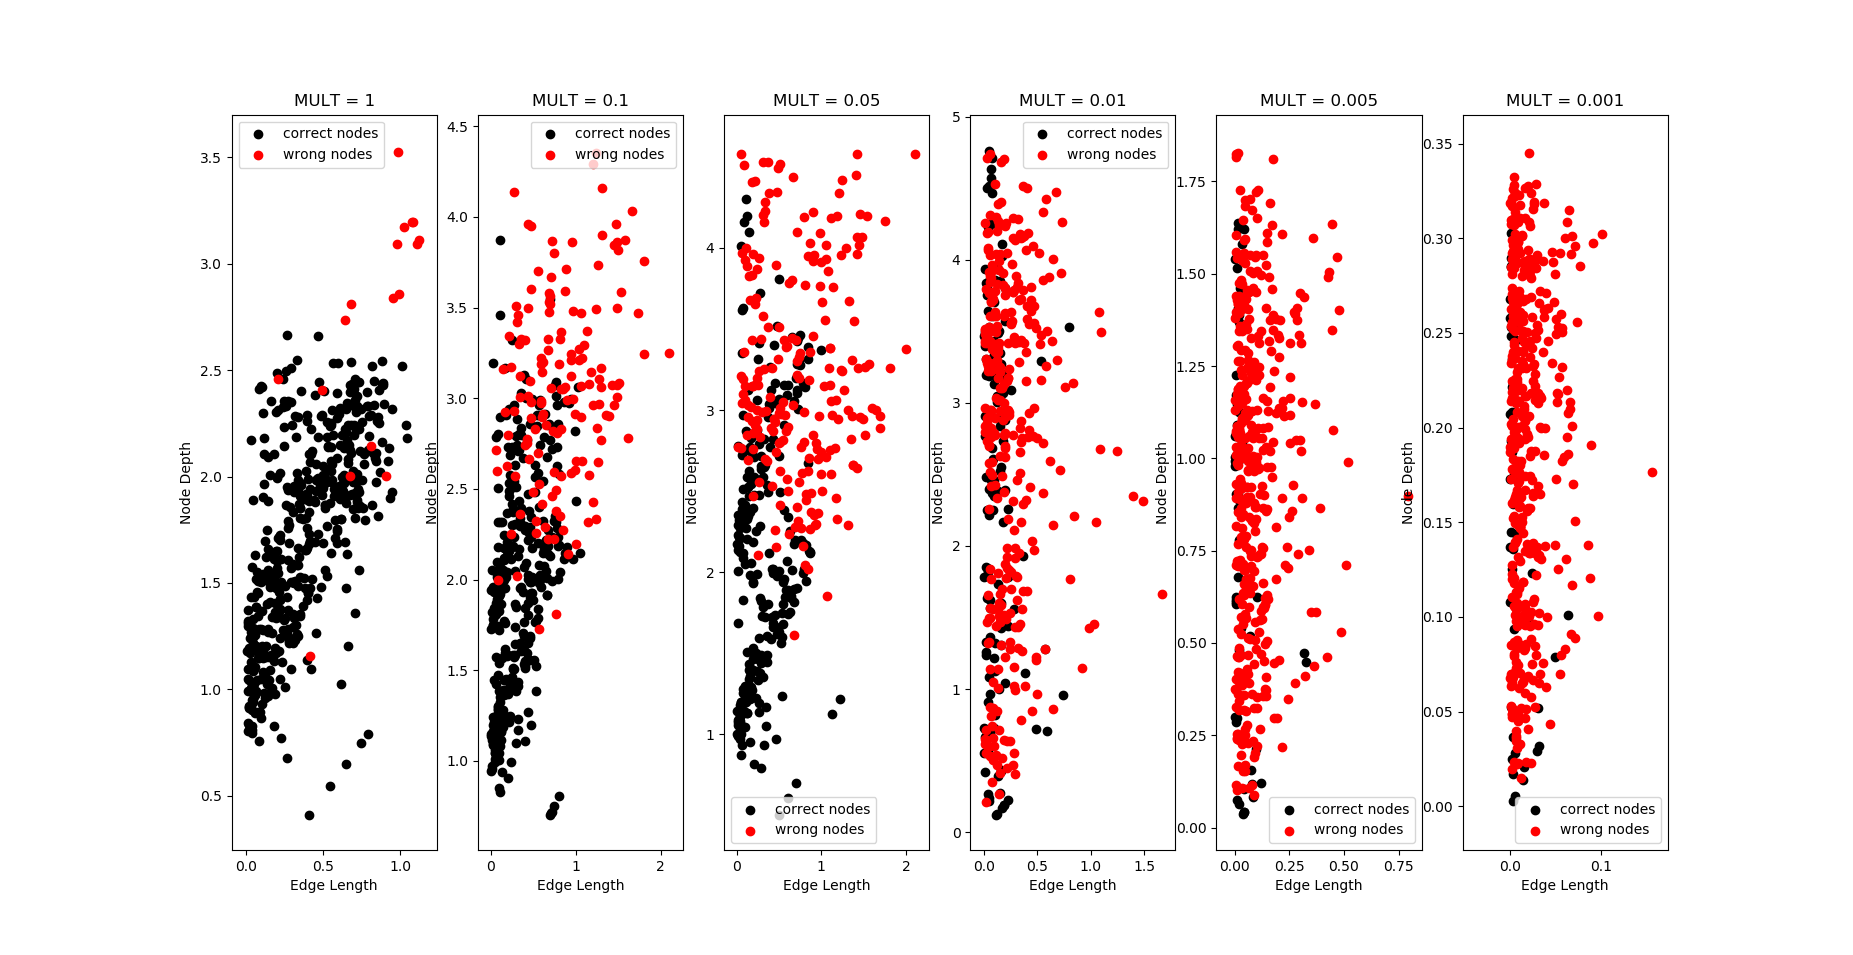 MULT = 1
correct nodes
wrong nodes
3.5
3.0
2.5
2.0
1.5
1.0
0.5
0.0
0.5
1.0
Edge Length
Node Depth
MULT = 0.1
correct nodes
wrong nodes
4.5
4.0
3.5
3.0
2.5
2.0
1.5
1.0
0
1
2
Edge Length
Node Depth
MULT = 0.05
4
3
2
1
correct nodes
wrong nodes
0
1
2
Edge Length
Node Depth
MULT = 0.01
correct nodes
wrong nodes
5
4
3
2
1
0
0.0
0.5
1.0
1.5
Edge Length
Node Depth
MULT = 0.005
1.75
1.50
1.25
1.00
0.75
0.50
0.25
0.00
correct nodes
wrong nodes
0.00
0.25
0.50
0.75
Edge Length
Node Depth
MULT = 0.001
0.35
0.30
0.25
0.20
0.15
0.10
0.05
0.00
correct nodes
wrong nodes
0.0
0.1
Edge Length
Node Depth